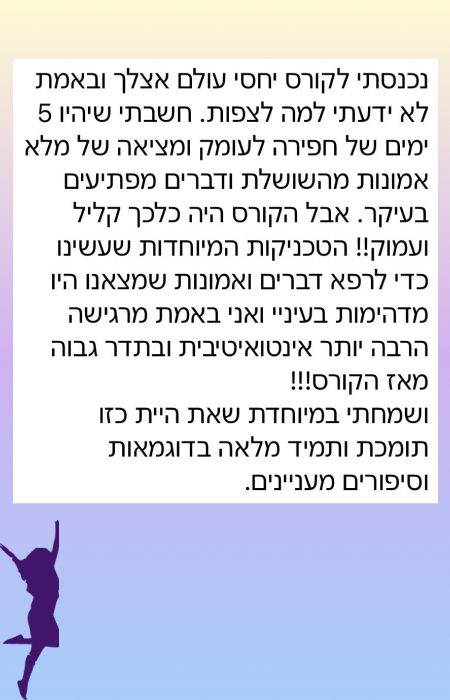 נכנסתי לקורס יחסי עולם אצלך ובאמת
לא ידעתי למה לצפות. חשבתי שיהיו 5
ימים של חפירה לעומק ומציאה של מלא
אמונות מהשושלת ודברים מפתיעים
בעיקר. אבל הקורס היה כלכך קליל
ועמוק!! הטכניקות המיוחדות שעשינו
כדי לרפא דברים ואמונות שמצאנו היו
מדהימות בעיניי ואני באמת מרגישה
הרבה יותר אינטואיטיבית ובתדר גבוה
מאז הקורס!!!
ושמחתי במיוחדת שאת היית כזו
תומכת ותמיד מלאה בדוגמאות
וסיפורים מעניינים.